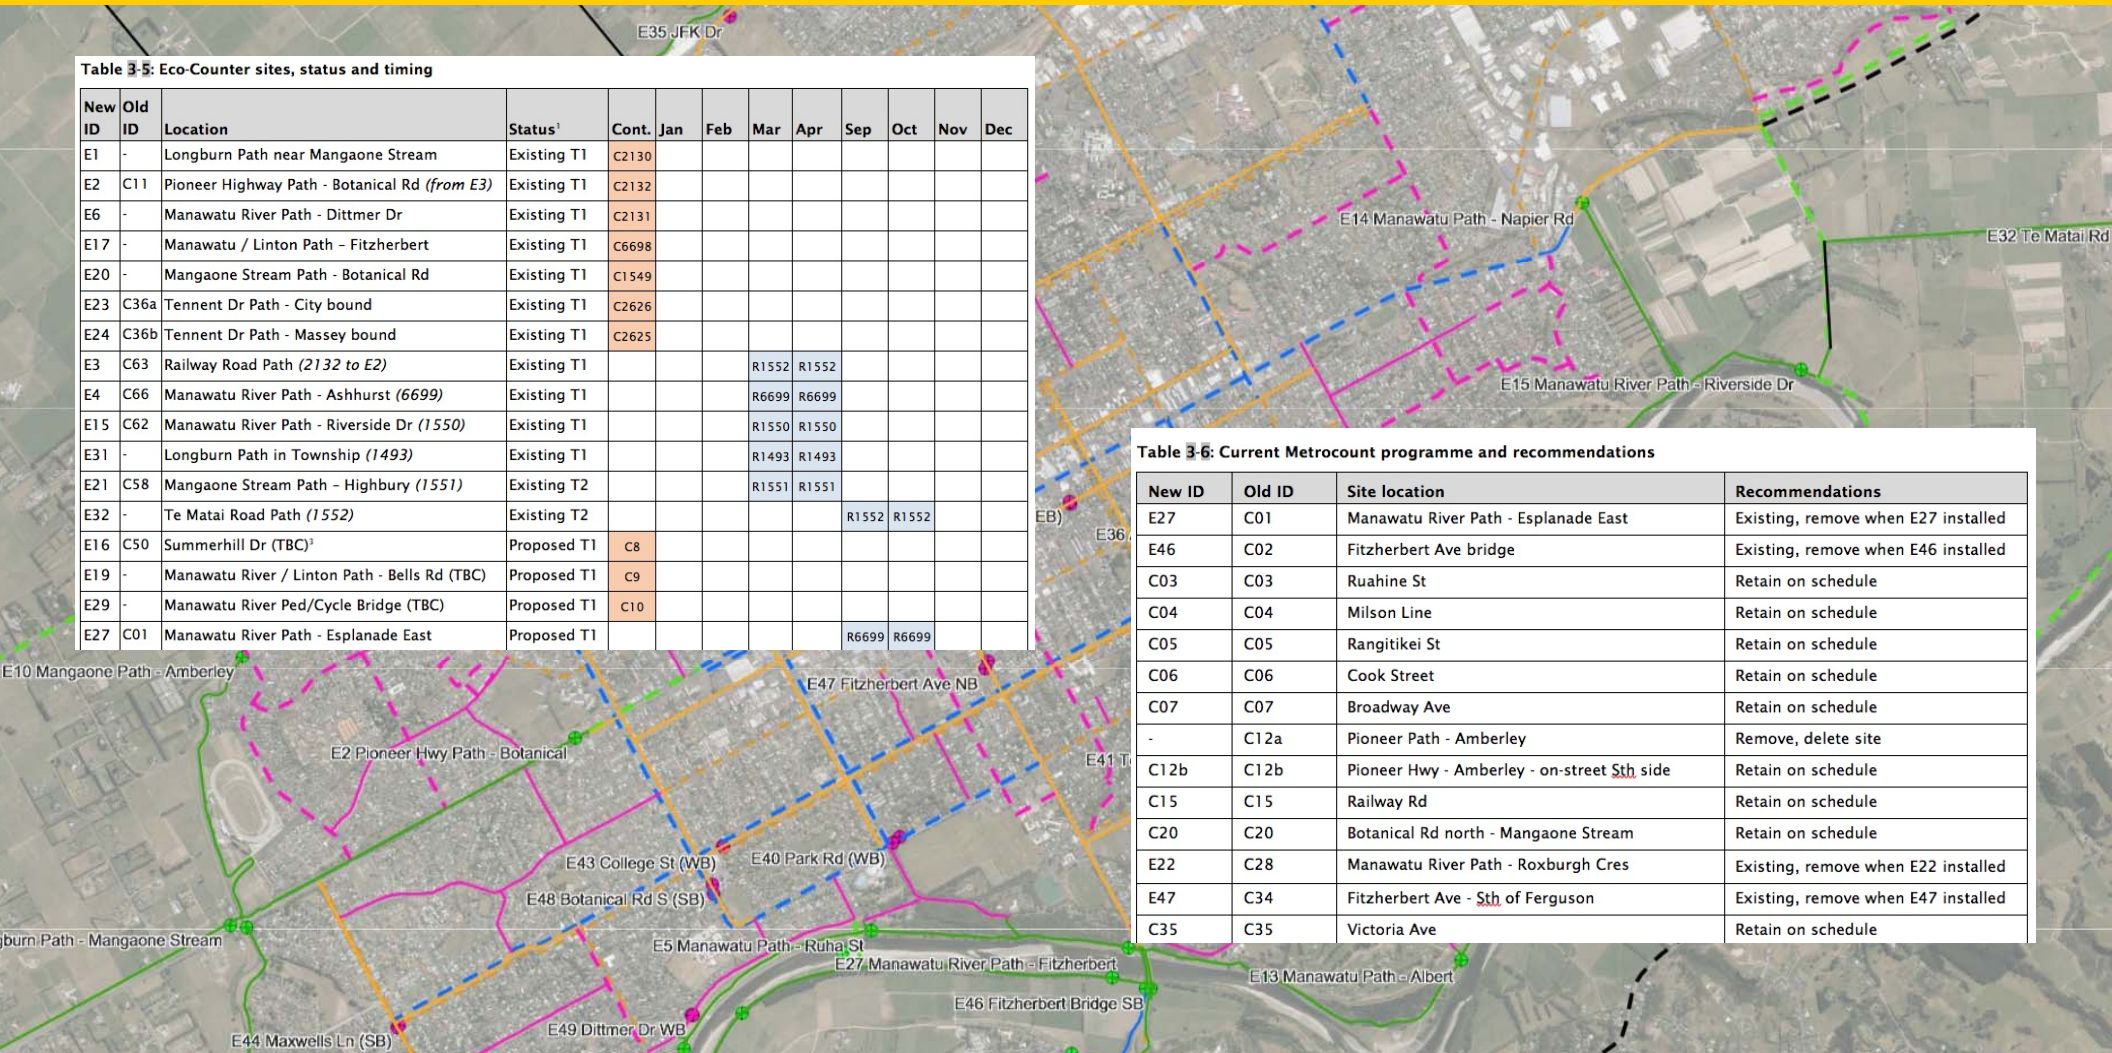 E35 JFK Dr
Table 3-5: Eco-Counter sites, status and timing
New ID Old ID Location Status¹ Cont. Jan Feb Mar Apr Sep Oct Nov Dec
E1 - Longburn Path near Mangaone Stream Existing T1 C2130
E2 C11 Pioneer Highway Path - Botanical Rd (from E3) Existing T1 C2132
E6 - Manawatu River Path - Dittmer Dr Existing T1 C2131
E17 - Manawatu / Linton Path – Fitzherbert Existing T1 C6698
E20 - Mangaone Stream Path - Botanical Rd Existing T1 C1549
E23 C36a Tennent Dr Path - City bound Existing T1 C2626
E24 C36b Tennent Dr Path - Massey bound Existing T1 C2625
E3 C63 Railway Road Path (2132 to E2) Existing T1 R1552 R1552
E4 C66 Manawatu River Path - Ashhurst (6699) Existing T1 R6699 R6699
E15 C62 Manawatu River Path - Riverside Dr (1550) Existing T1 R1550 R1550
E31 - Longburn Path in Township (1493) Existing T1 R1493 R1493
E21 C58 Mangaone Stream Path – Highbury (1551) Existing T2 R1551 R1551
E32 - Te Matai Road Path (1552) Existing T2 R1552 R1552
E16 C50 Summerhill Dr (TBC)³ Proposed T1 C8
E19 - Manawatu River / Linton Path - Bells Rd (TBC) Proposed T1 C9
E29 - Manawatu River Ped/Cycle Bridge (TBC) Proposed T1 C10
E27 C01 Manawatu River Path - Esplanade East Proposed T1 R6699 R6699
E14 Manawatu Path - Napier Rd
E32 Te Matai Rd
E15 Manawatu River Path - Riverside Dr
EB)
E36
E41
Table 3-6: Current Metrocount programme and recommendations
New ID Old ID Site location Recommendations
E27 C01 Manawatu River Path - Esplanade East Existing, remove when E27 installed
E46 C02 Fitzherbert Ave bridge Existing, remove when E46 installed
C03 C03 Ruahine St Retain on schedule
C04 C04 Milson Line Retain on schedule
C05 C05 Rangitikei St Retain on schedule
C06 C06 Cook Street Retain on schedule
C07 C07 Broadway Ave Retain on schedule
- C12a Pioneer Path - Amberley Remove, delete site
C12b C12b Pioneer Hwy - Amberley - on-street Sth side Retain on schedule
C15 C15 Railway Rd Retain on schedule
C20 C20 Botanical Rd north - Mangaone Stream Retain on schedule
E22 C28 Manawatu River Path - Roxburgh Cres Existing, remove when E22 installed
E47 C34 Fitzherbert Ave - Sth of Ferguson Existing, remove when E47 installed
C35 C35 Victoria Ave Retain on schedule
E10 Mangaone Path - Amberley
E47 Fitzherbert Ave NB
E2 Pioneer Hwy Path - Botanical
E43 College St (WB)
E40 Park Rd (WB)
E48 Botanical Rd S (SB)
gburn Path - Mangaone Stream
E5 Manawatu Path - Ruha St
E27 Manawatu River Path - Fitzherbert
E13 Manawatu Path - Albert
E46 Fitzherbert Bridge SB
E49 Dittmer Dr WB
E44 Maxwells Ln (SB)